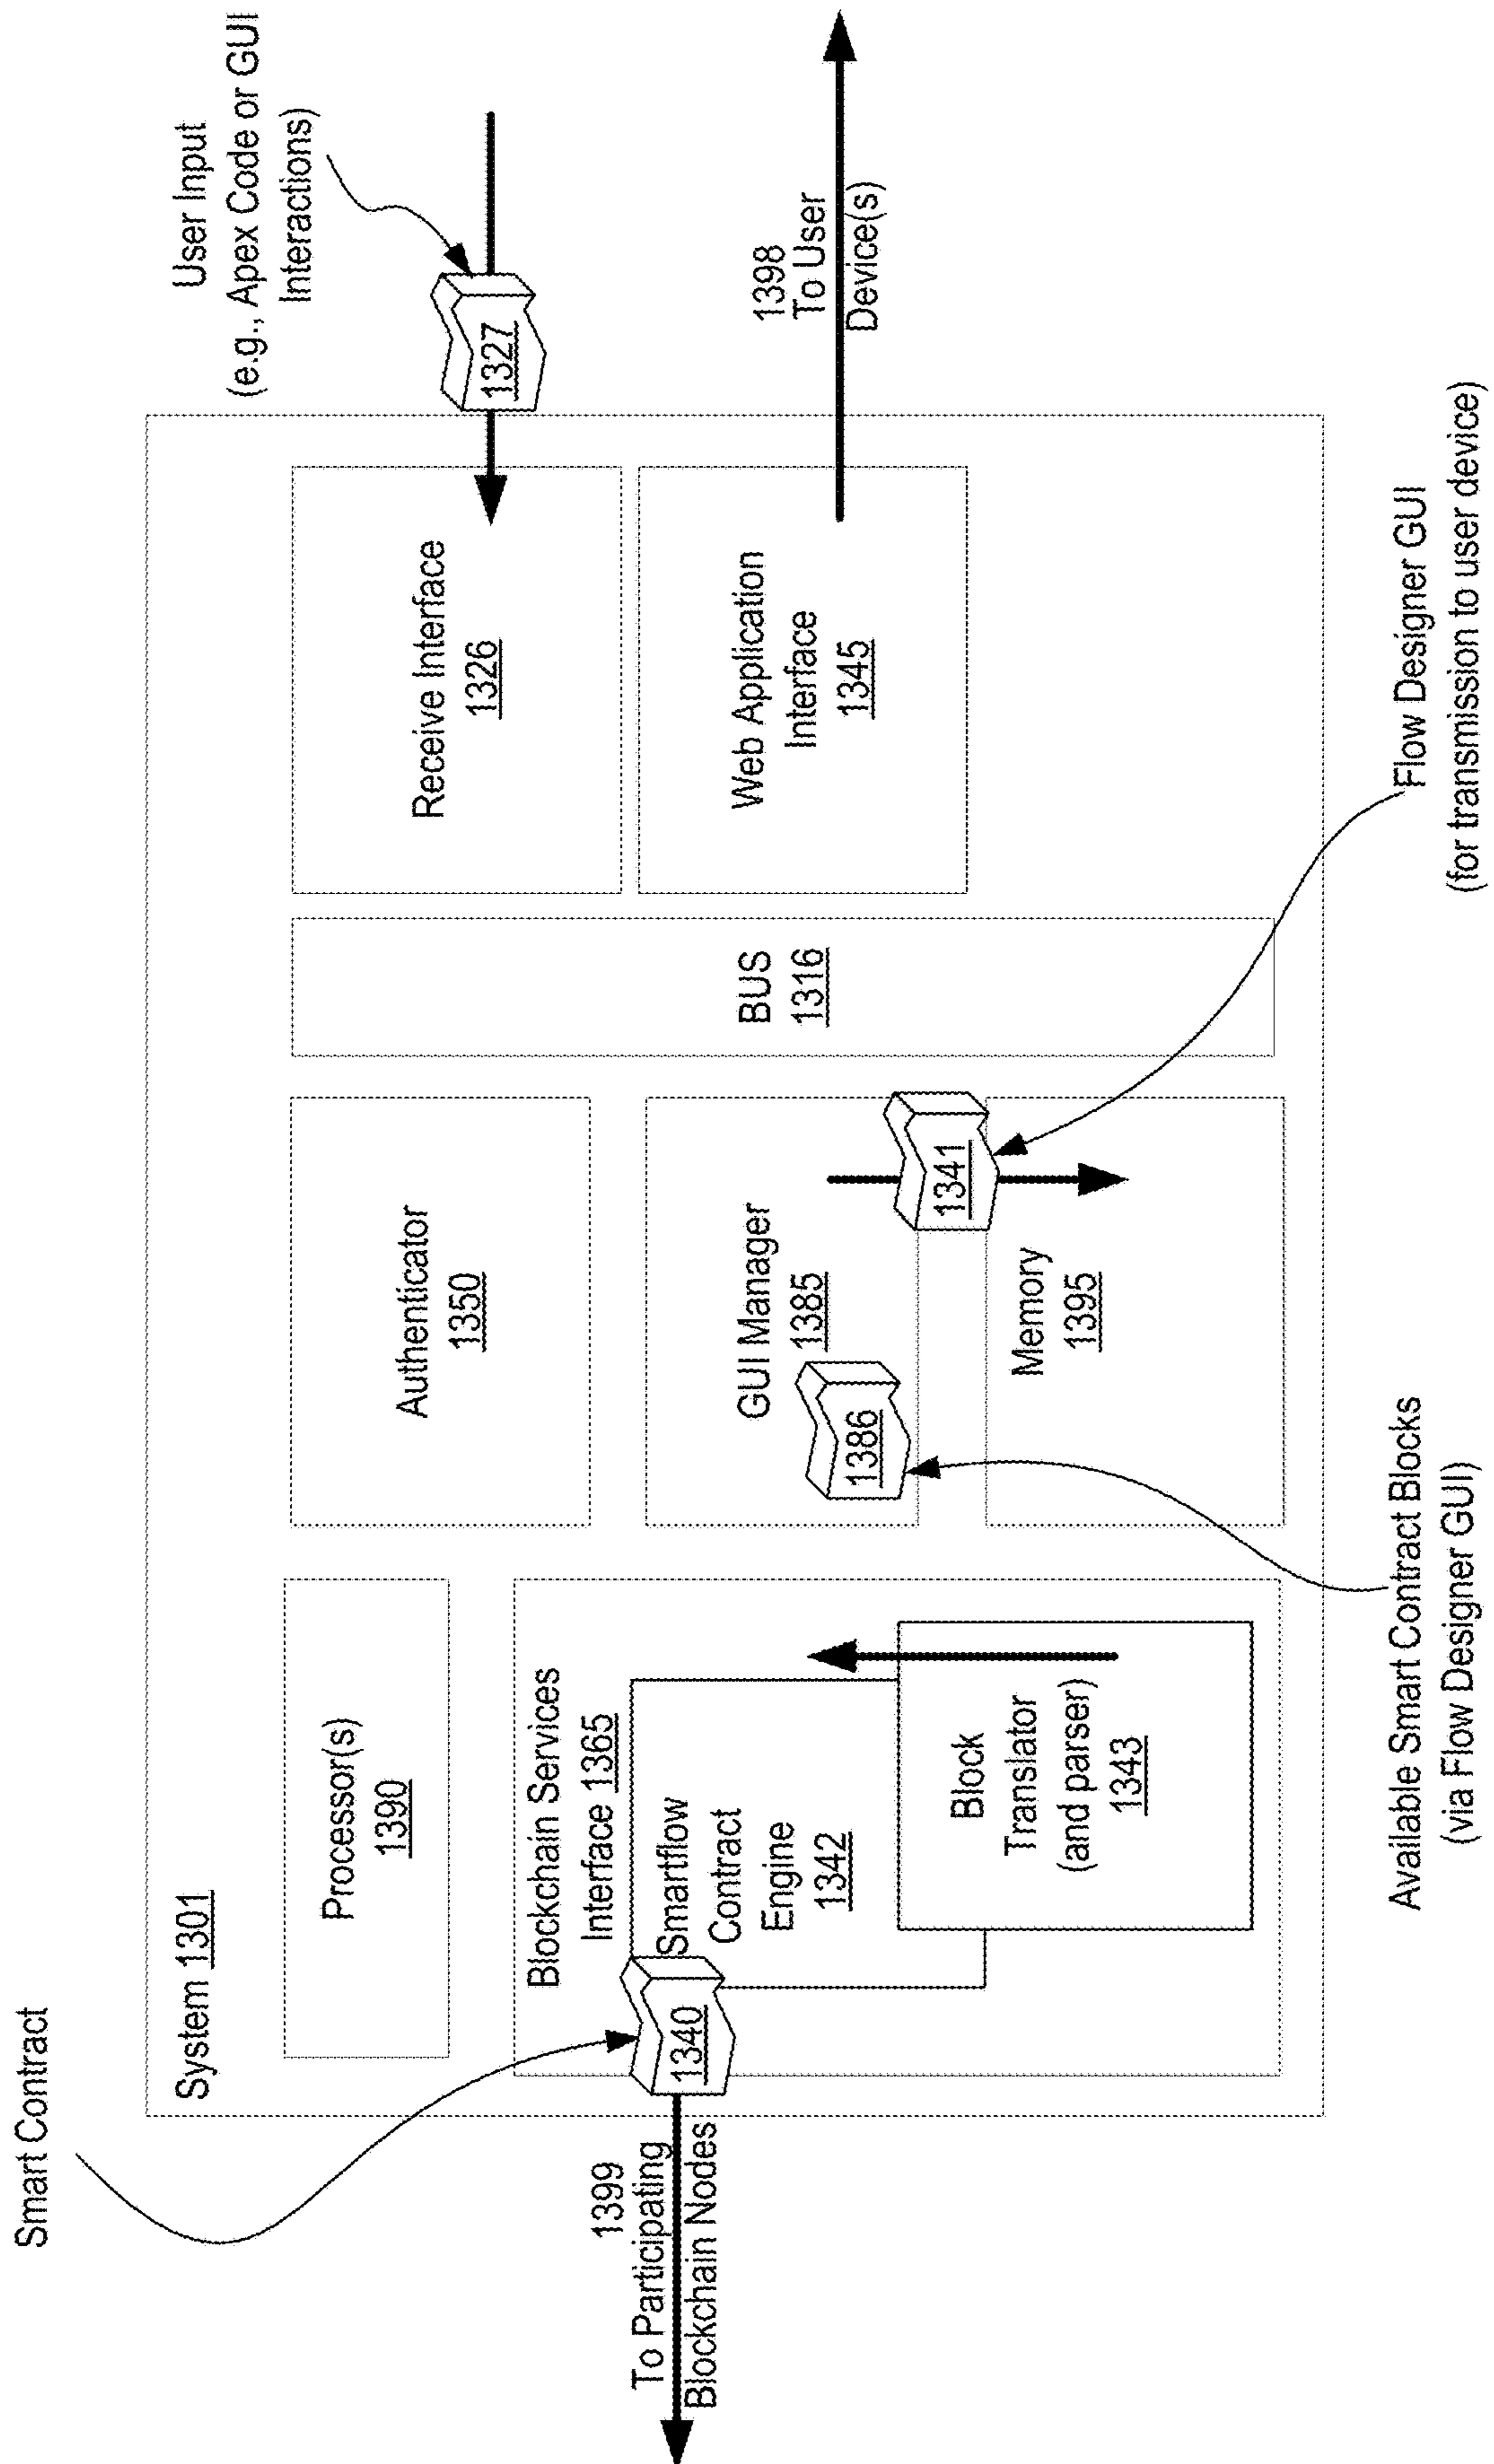 Smart Contract
System 1301
Processor(s)
1390
Blockchain Services
Interface 1365
Smartflow
Contract
Engine
1342
Block
Translator
(and parser)
1343
1340
1399
To Participating
Blockchain Nodes
Authenticator
1350
GUI Manager
1385
1386
1341
Memory
1395
Available Smart Contract Blocks
(via Flow Designer GUI)
BUS
1316
Receive Interface
1326
Web Application
Interface
1345
User Input
(e.g., Apex Code or GUI
Interactions)
1327
1398
To User
Device(s)
Flow Designer GUI
(for transmission to user device)